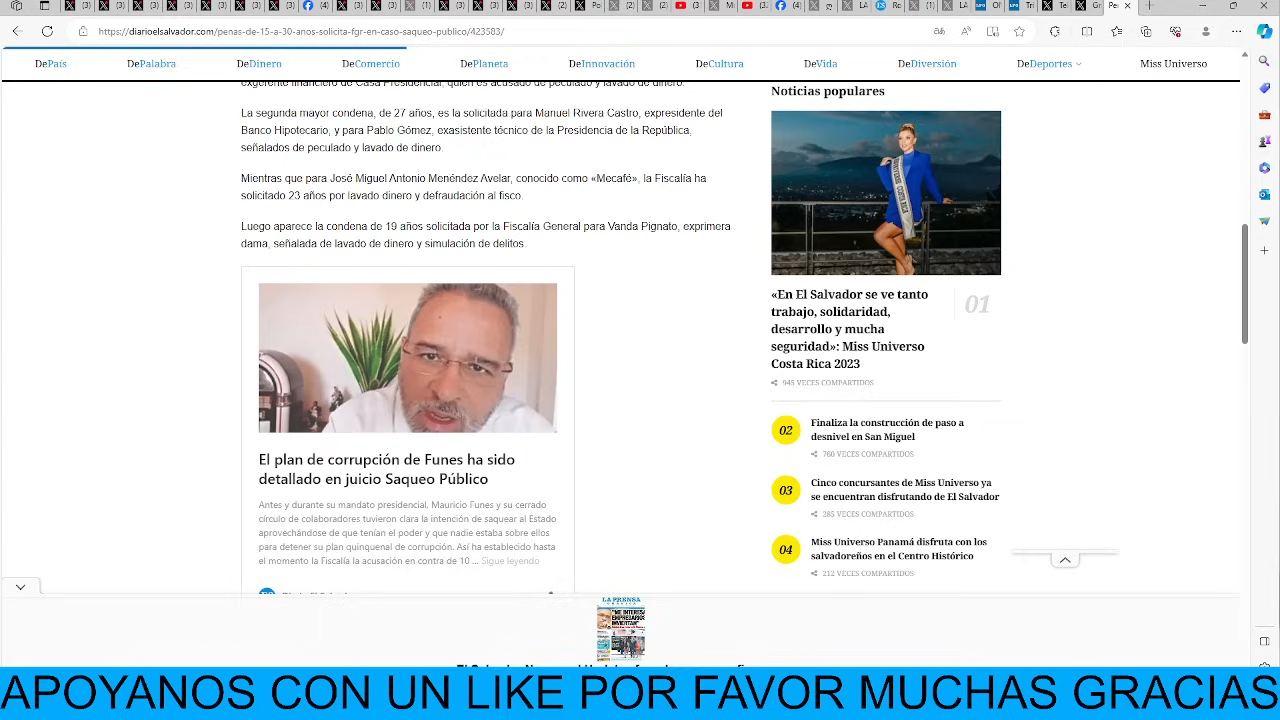 https://diarioelsalvador.com/penas-de-15-a-30-anos-solicita-fgr-en-caso-saqueo-publico/423583/
DePaís DePalabra DeDinero DeComercio DePlaneta DeInnovación DeCultura DeVida DeDiversión DeDeportes Miss Universo
exgerente financiero de Casa Presidencial, quien es acusado de peculado y lavado de dinero.
La segunda mayor condena, de 27 años, es la solicitada para Manuel Rivera Castro, expresidente del
Banco Hipotecario, y para Pablo Gómez, exasistente técnico de la Presidencia de la República,
señalados de peculado y lavado de dinero.
Mientras que para José Miguel Antonio Menéndez Avelar, conocido como «Mecafé», la Fiscalía ha
solicitado 23 años por lavado dinero y defraudación al fisco.
Luego aparece la condena de 19 años solicitada por la Fiscalía General para Vanda Pignato, exprimera
dama, señalada de lavado de dinero y simulación de delitos.
El plan de corrupción de Funes ha sido
detallado en juicio Saqueo Público
Antes y durante su mandato presidencial, Mauricio Funes y su cerrado
círculo de colaboradores tuvieron clara la intención de saquear al Estado
aprovechándose de que tenían el poder y que nadie estaba sobre ellos
para detener su plan quinquenal de corrupción. Así ha establecido hasta
el momento la Fiscalía la acusación en contra de 10 ... Sigue leyendo
Noticias populares
«En El Salvador se ve tanto
trabajo, solidaridad,
desarrollo y mucha
seguridad»: Miss Universo
Costa Rica 2023
01
945 VECES COMPARTIDOS
02
Finaliza la construcción de paso a
desnivel en San Miguel
760 VECES COMPARTIDOS
03
Cinco concursantes de Miss Universo ya
se encuentran disfrutando de El Salvador
285 VECES COMPARTIDOS
04
Miss Universo Panamá disfruta con los
salvadoreños en el Centro Histórico
212 VECES COMPARTIDOS
LA PRENSA
"ME INTERESA
EMPRESARIOS
INVIERTAN"
APOYANOS CON UN LIKE POR FAVOR MUCHAS GRACIAS